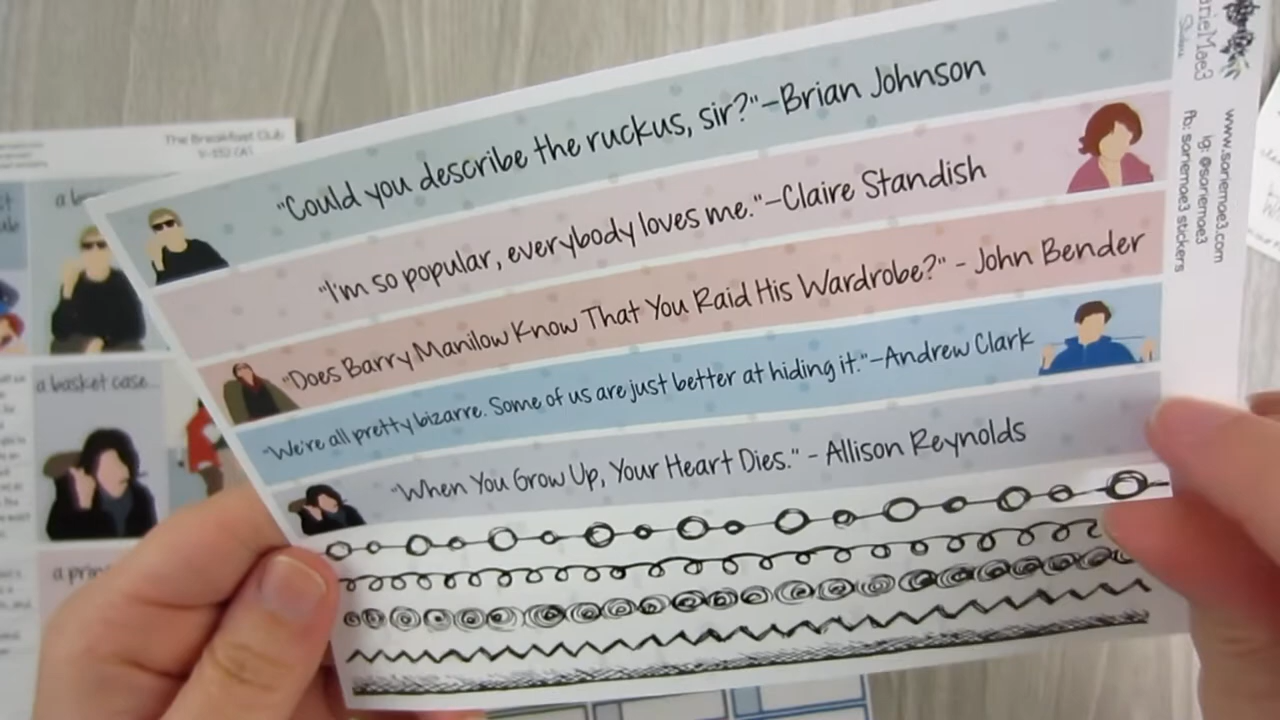 The Breakfast Club
a basket case...
"Could you describe the ruckus, sir?"-Brian Johnson
"I'm so popular, everybody loves me."-Claire Standish
"Does Barry Manilow Know That You Raid His Wardrobe?" - John Bender
"We're all pretty bizarre. Some of us are just better at hiding it."-Andrew Clark
"When You Grow Up, Your Heart Dies." - Allison Reynolds
www.sariemae3.com
ig: @sariemae3
fb: sariemae3 stickers